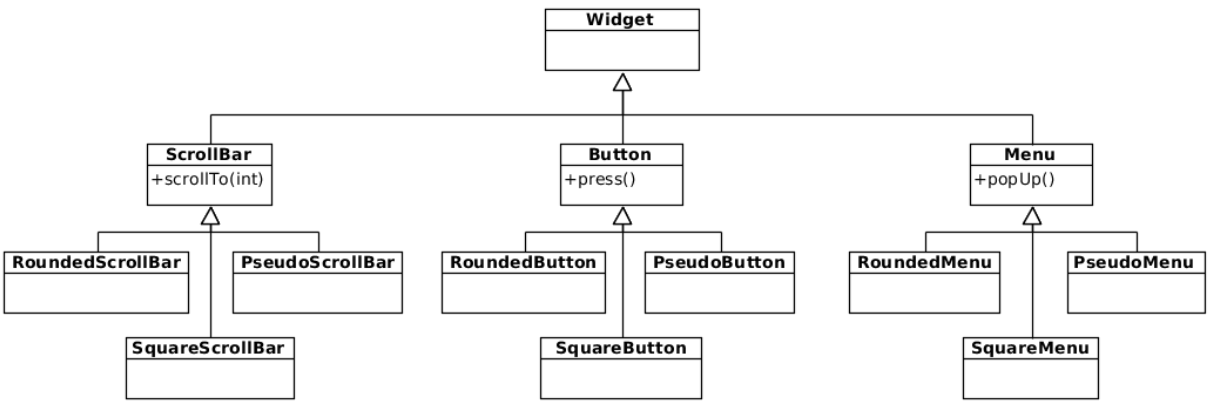 Widget
ScrollBar
+scrollTo(int)
Button
+press()
Menu
+popUp()
RoundedScrollBar
PseudoScrollBar
RoundedButton
PseudoButton
RoundedMenu
PseudoMenu
SquareScrollBar
SquareButton
SquareMenu